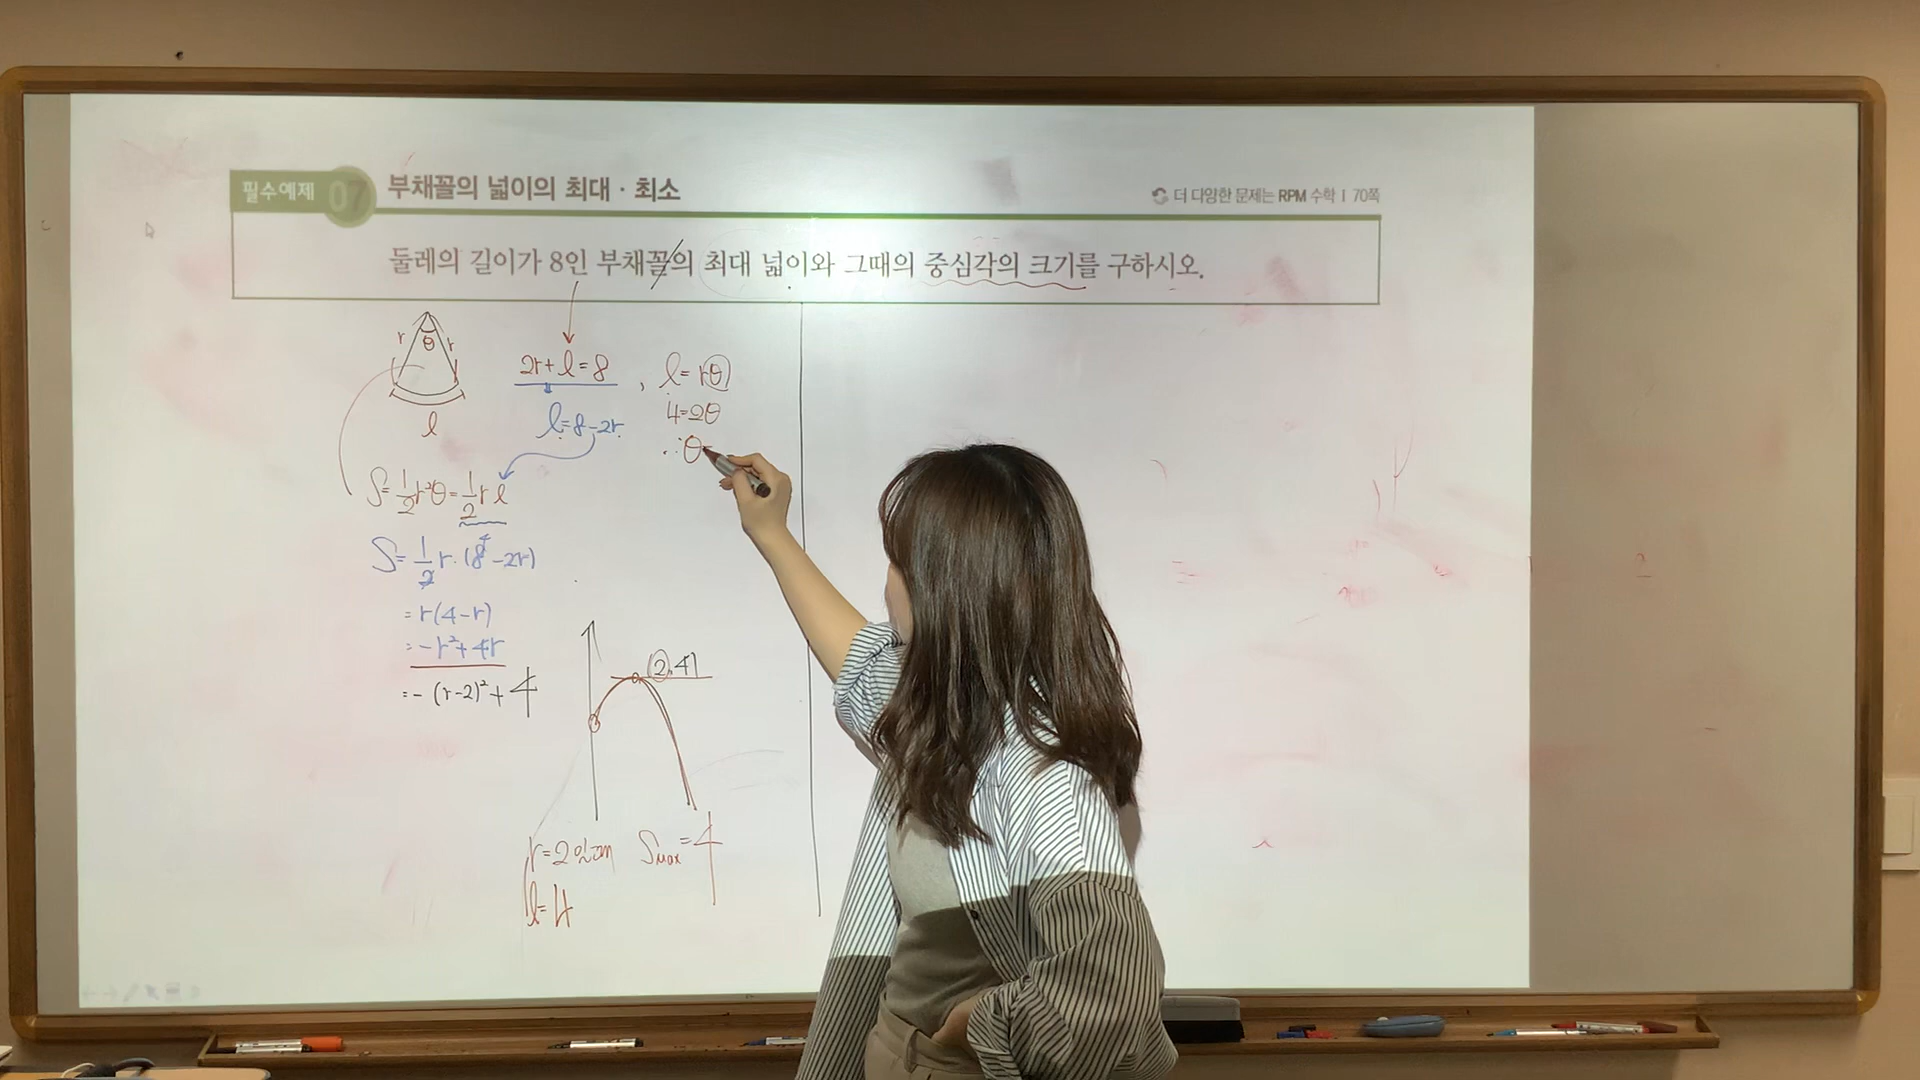 필수예제 07 부채꼴의 넓이의 최대 · 최소
더 다양한 문제는 RPM 수학 I 70쪽
둘레의 길이가 8인 부채꼴의 최대 넓이와 그때의 중심각의 크기를 구하시오.
r θ r
l
2r+l=8, l=rθ
l=8-2r
4=2θ
∴θ
S=1/2r²θ=1/2rl
S=1/2r·(8-2r)
4
=r(4-r)
=-r²+4r
=-(r-2)²+4
(2,4)
r=2일때 Smax=4
l=4